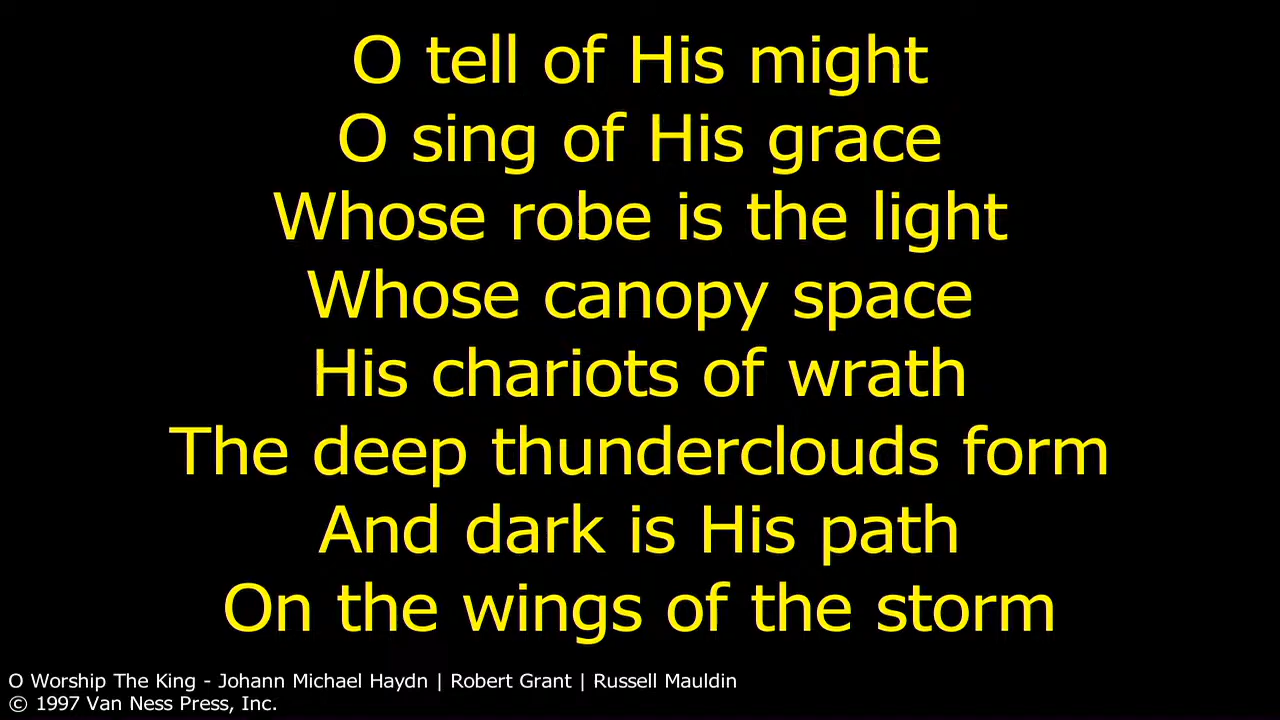 O tell of His might
O sing of His grace
Whose robe is the light
Whose canopy space
His chariots of wrath
The deep thunderclouds form
And dark is His path
On the wings of the storm
O Worship The King - Johann Michael Haydn | Robert Grant | Russell Mauldin
© 1997 Van Ness Press, Inc.